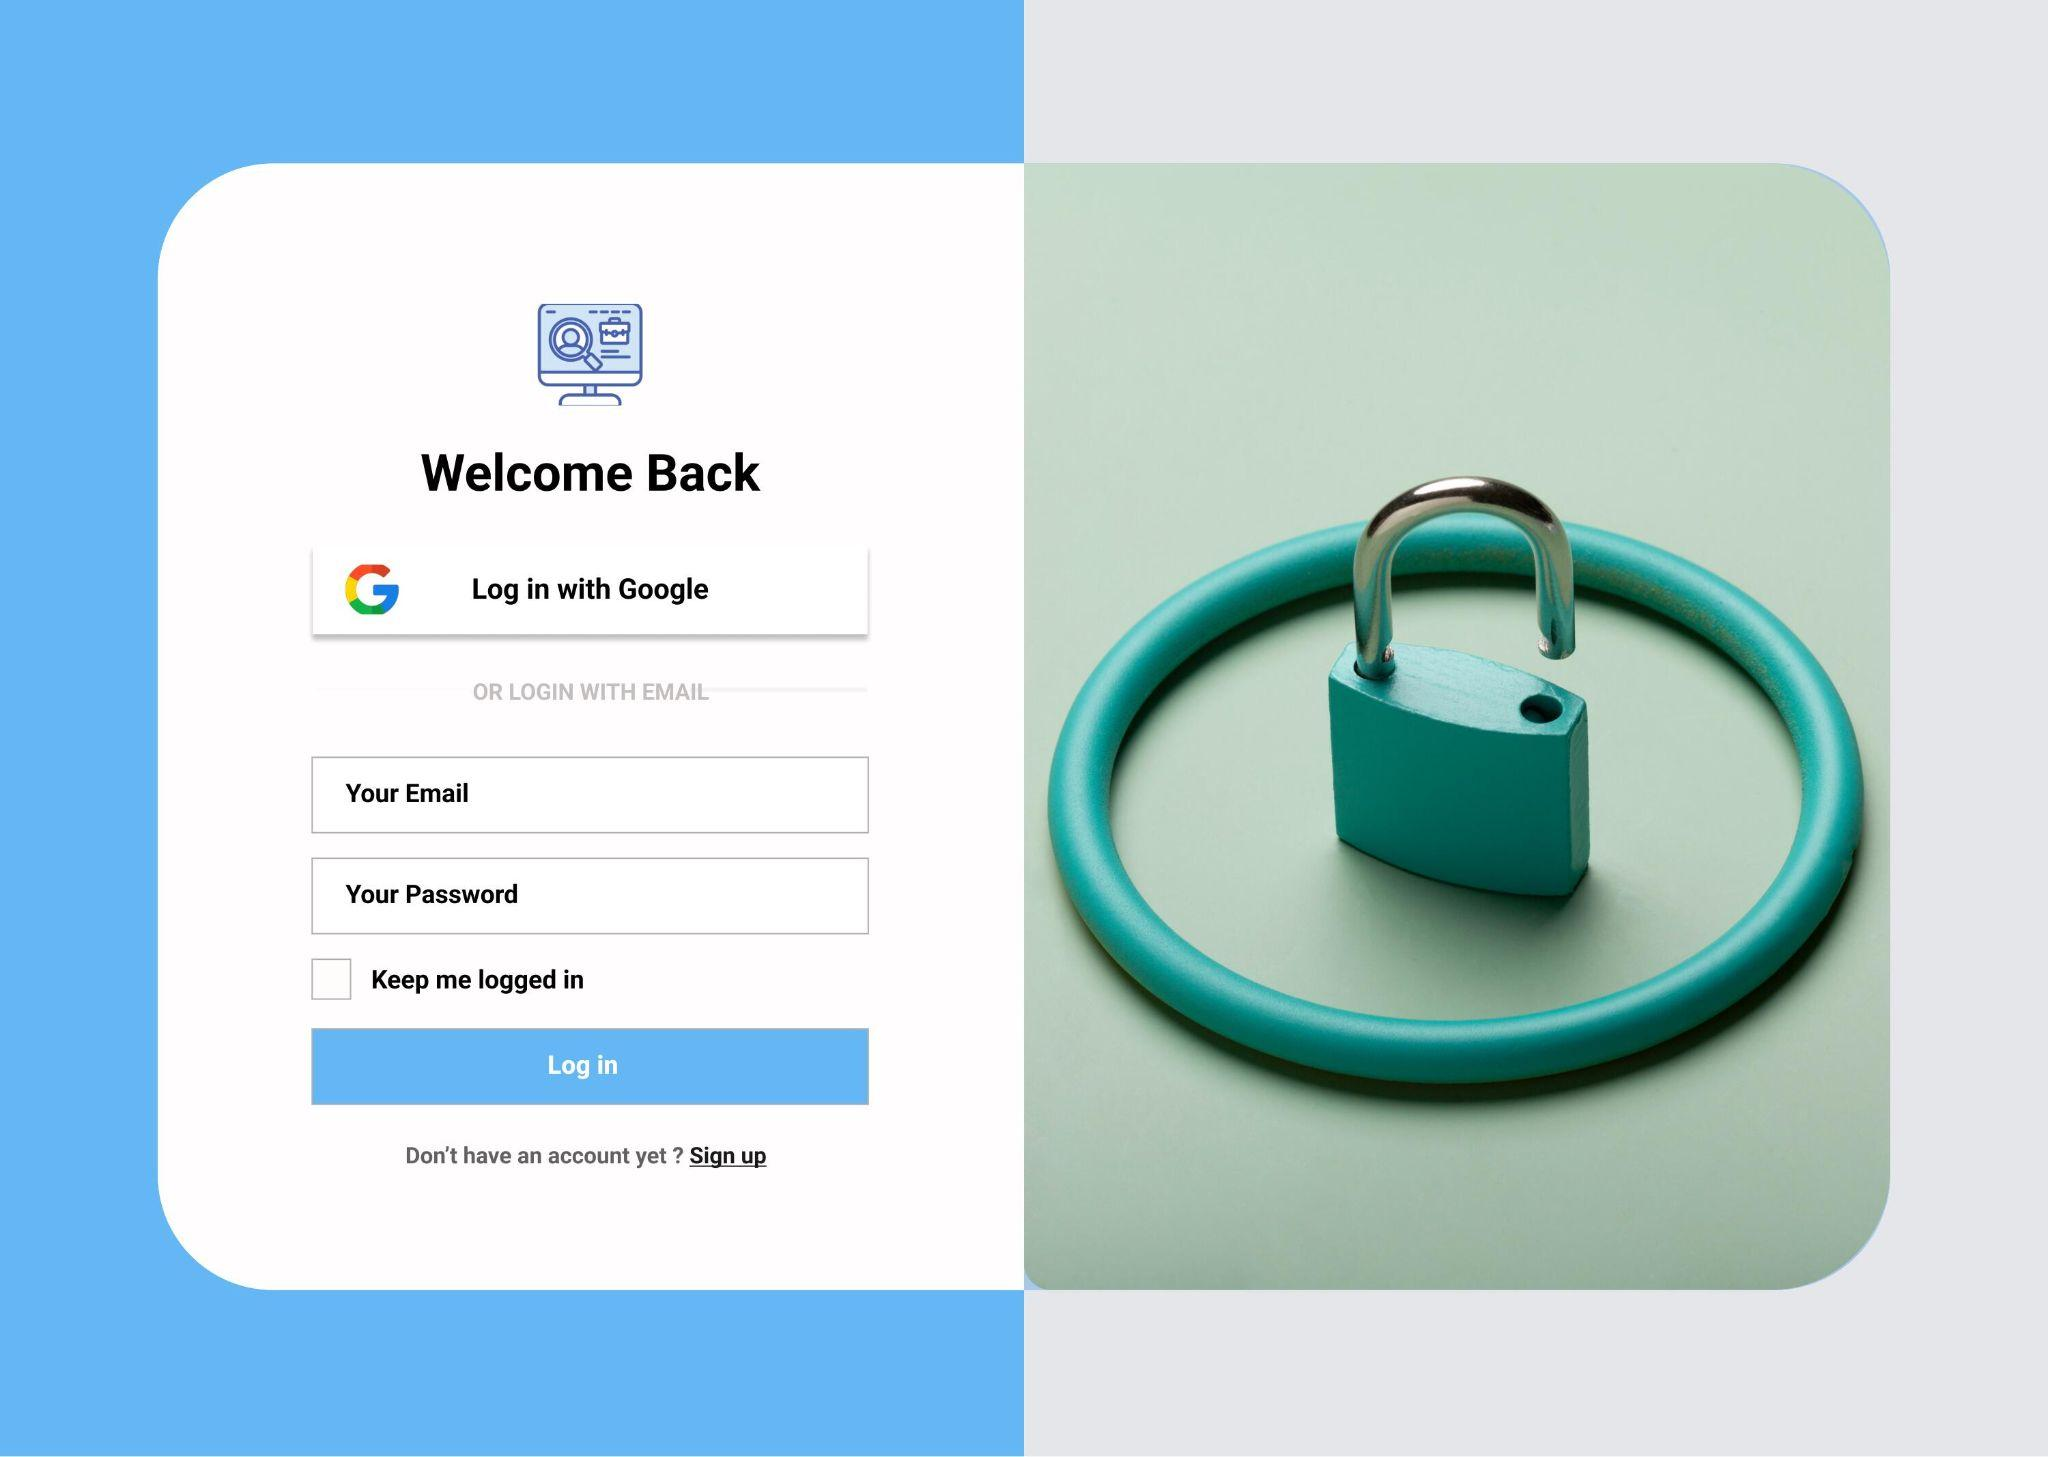 Welcome Back
Log in with Google
OR LOGIN WITH EMAIL
Your Email
Your Password
Keep me logged in
Log in
Don’t have an account yet ? Sign up